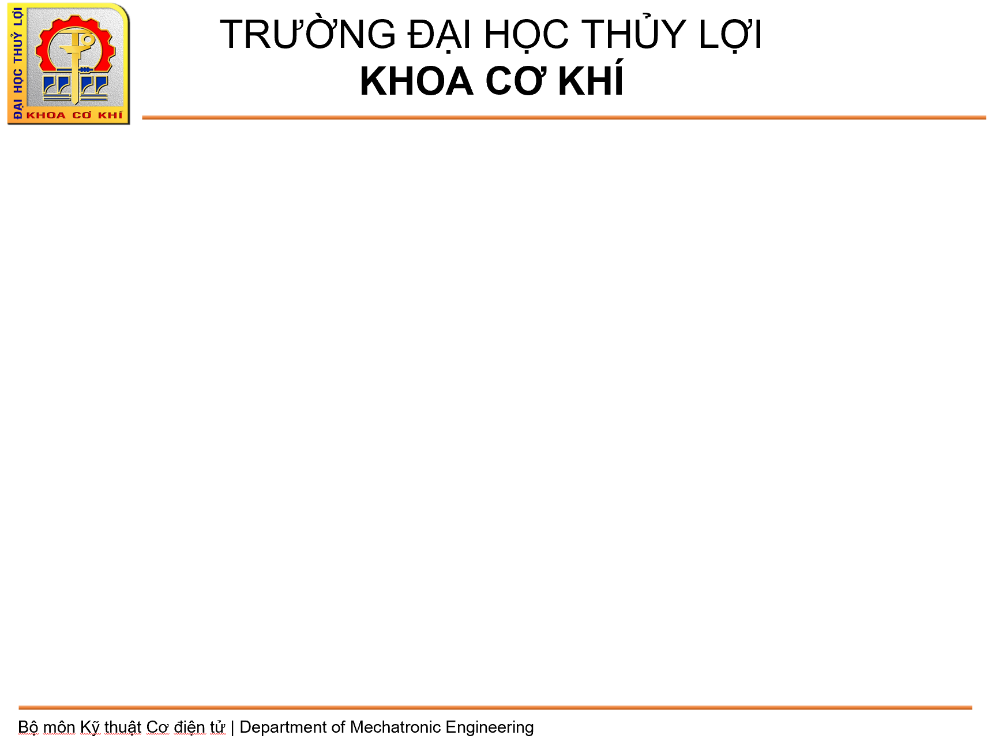 ĐẠI HỌC THUỶ LỢI
KHOA CƠ KHÍ
TRƯỜNG ĐẠI HỌC THỦY LỢI
KHOA CƠ KHÍ
Bộ môn Kỹ thuật Cơ điện tử | Department of Mechatronic Engineering